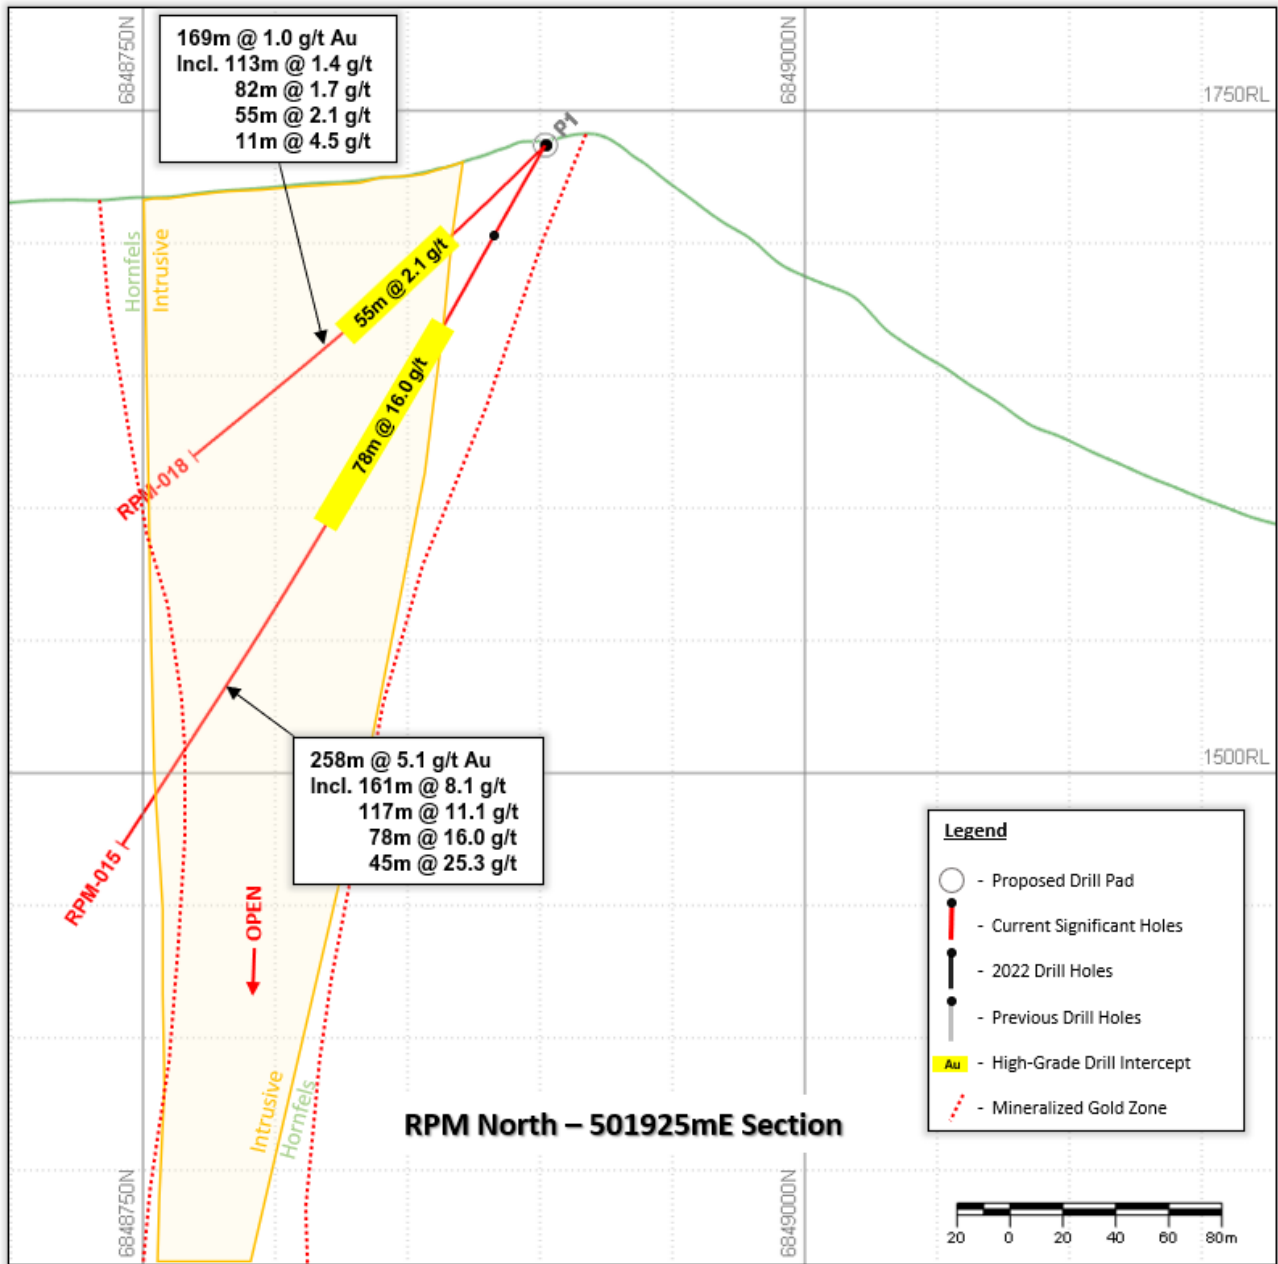 6848750N
169m @ 1.0 g/t Au
Incl. 113m @ 1.4 g/t
82m @ 1.7 g/t
55m @ 2.1 g/t
11m @ 4.5 g/t
6849000N
1750RL
P1
Hornfels
Intrusive
55m @ 2.1 g/t
78m @ 16.0 g/t
RPM-018
1500RL
258m @ 5.1 g/t Au
Incl. 161m @ 8.1 g/t
117m @ 11.1 g/t
78m @ 16.0 g/t
45m @ 25.3 g/t
RPM-015
OPEN
Legend
- Proposed Drill Pad
- Current Significant Holes
- 2022 Drill Holes
- Previous Drill Holes
Au - High-Grade Drill Intercept
- Mineralized Gold Zone
Intrusive
Hornfels
RPM North – 501925mE Section
6848750N
6849000N
20 0 20 40 60 80m